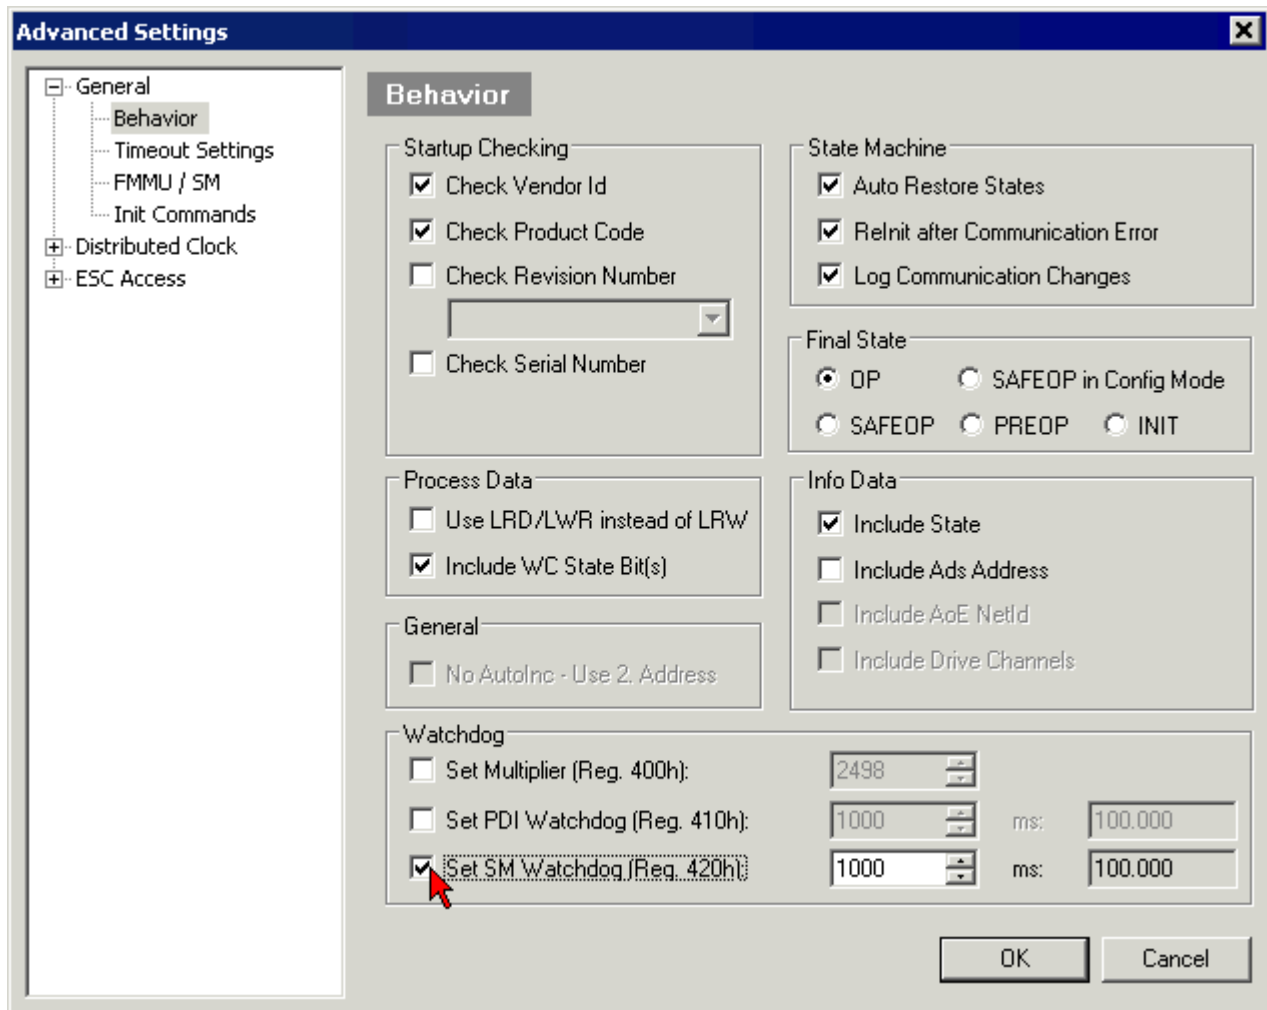 Advanced Settings
General
Behavior
Timeout Settings
FMMU / SM
Init Commands
Distributed Clock
ESC Access
Behavior
Startup Checking
Check Vendor Id
Check Product Code
Check Revision Number
Check Serial Number
State Machine
Auto Restore States
ReInit after Communication Error
Log Communication Changes
Final State
OP SAFEOP in Config Mode
SAFEOP PREOP INIT
Process Data
Use LRD/LWR instead of LRW
Include WC State Bit(s)
Info Data
Include State
Include Ads Address
Include AoE NetId
Include Drive Channels
General
No AutoInc - Use 2. Address
Watchdog
Set Multiplier (Reg. 400h): 2498
Set PDI Watchdog (Reg. 410h): 1000 ms: 100.000
Set SM Watchdog (Reg. 420h): 1000 ms: 100.000
OK Cancel